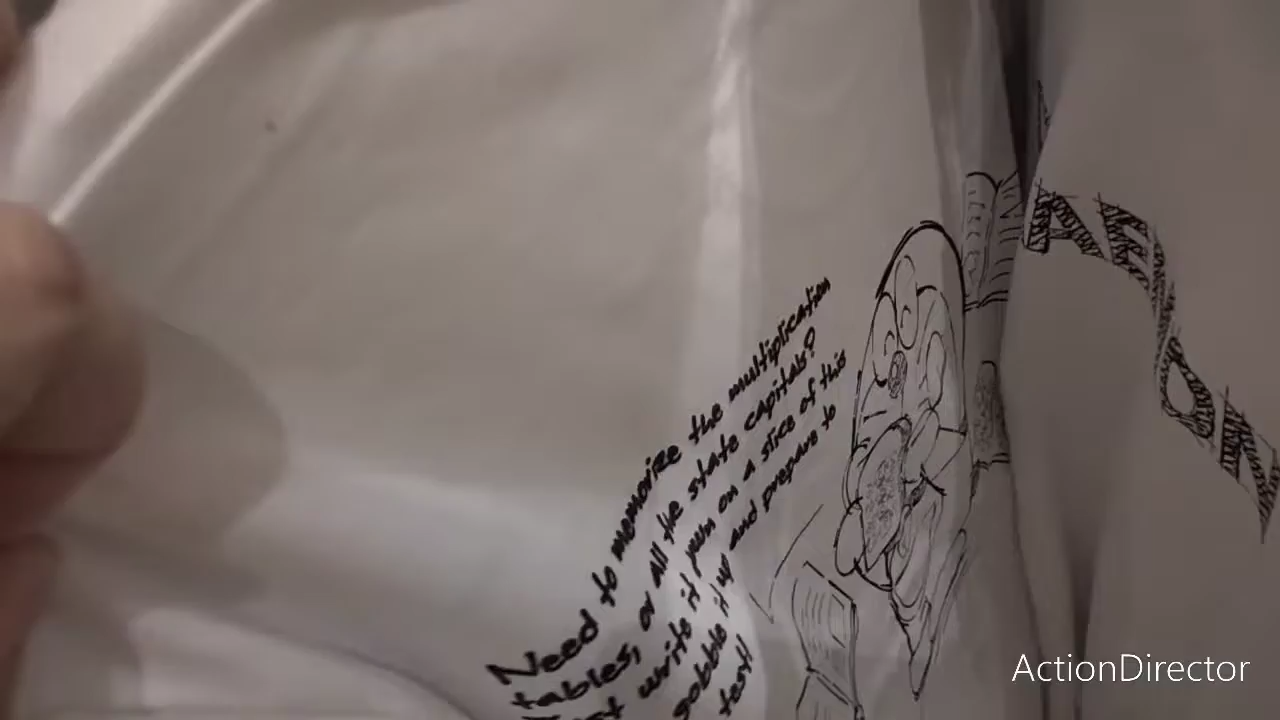 Need to memorize the multiplication
tables, or all the state capitals?
write it down on a slice of this
gobble it up and prepare to
test!
ActionDirector